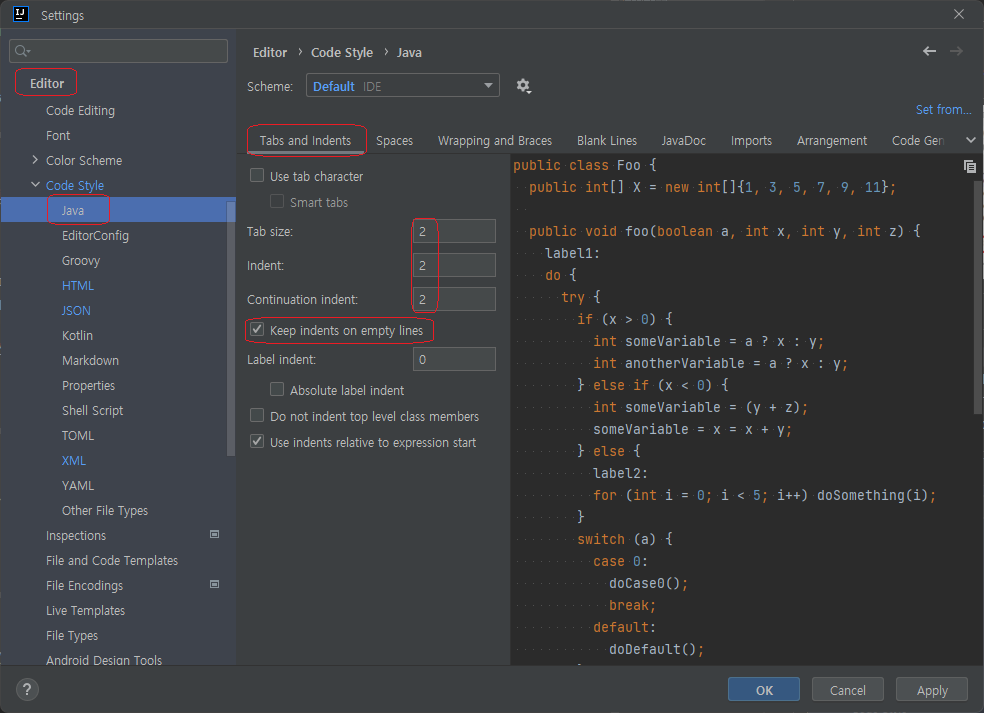 IJ
Settings
Editor
Code Editing
Font
Color Scheme
Code Style
Java
EditorConfig
Groovy
HTML
JSON
Kotlin
Markdown
Properties
Shell Script
TOML
XML
YAML
Other File Types
Inspections
File and Code Templates
File Encodings
Live Templates
File Types
Android Design Tools
Editor › Code Style › Java
Scheme: Default IDE
Set from...
Tabs and Indents Spaces Wrapping and Braces Blank Lines JavaDoc Imports Arrangement Code Gen
Use tab character
Smart tabs
Tab size: 2
Indent: 2
Continuation indent: 2
Keep indents on empty lines
Label indent: 0
Absolute label indent
Do not indent top level class members
Use indents relative to expression start
public class Foo {
public int[] X = new int[]{1, 3, 5, 7, 9, 11};
public void foo(boolean a, int x, int y, int z) {
label1:
do {
try {
if (x > 0) {
int someVariable = a ? x : y;
int anotherVariable = a ? x : y;
} else if (x < 0) {
int someVariable = (y + z);
someVariable = x = x + y;
} else {
label2:
for (int i = 0; i < 5; i++) doSomething(i);
}
switch (a) {
case 0:
doCase0();
break;
default:
doDefault();
?
OK Cancel Apply